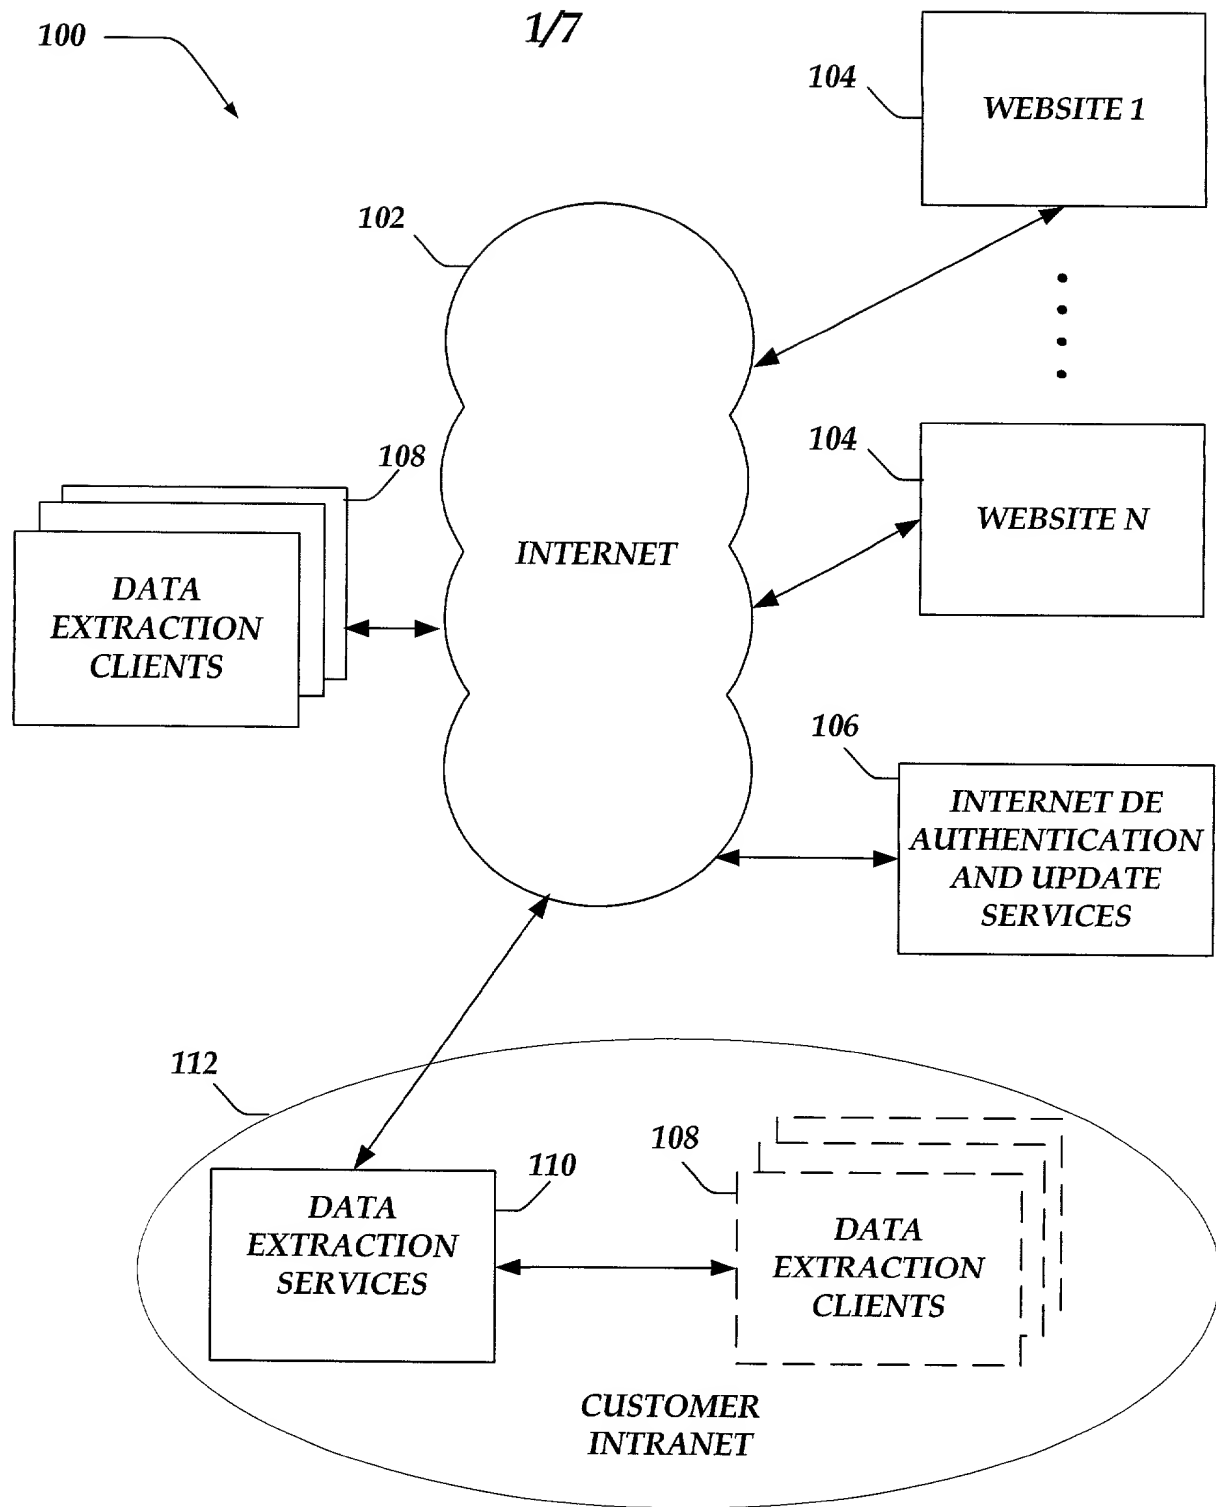 1/7
100
104
WEBSITE 1
102
104
WEBSITE N
108
INTERNET
DATA
EXTRACTION
CLIENTS
106
INTERNET DE
AUTHENTICATION
AND UPDATE
SERVICES
112
110
108
DATA
EXTRACTION
SERVICES
DATA
EXTRACTION
CLIENTS
CUSTOMER
INTRANET